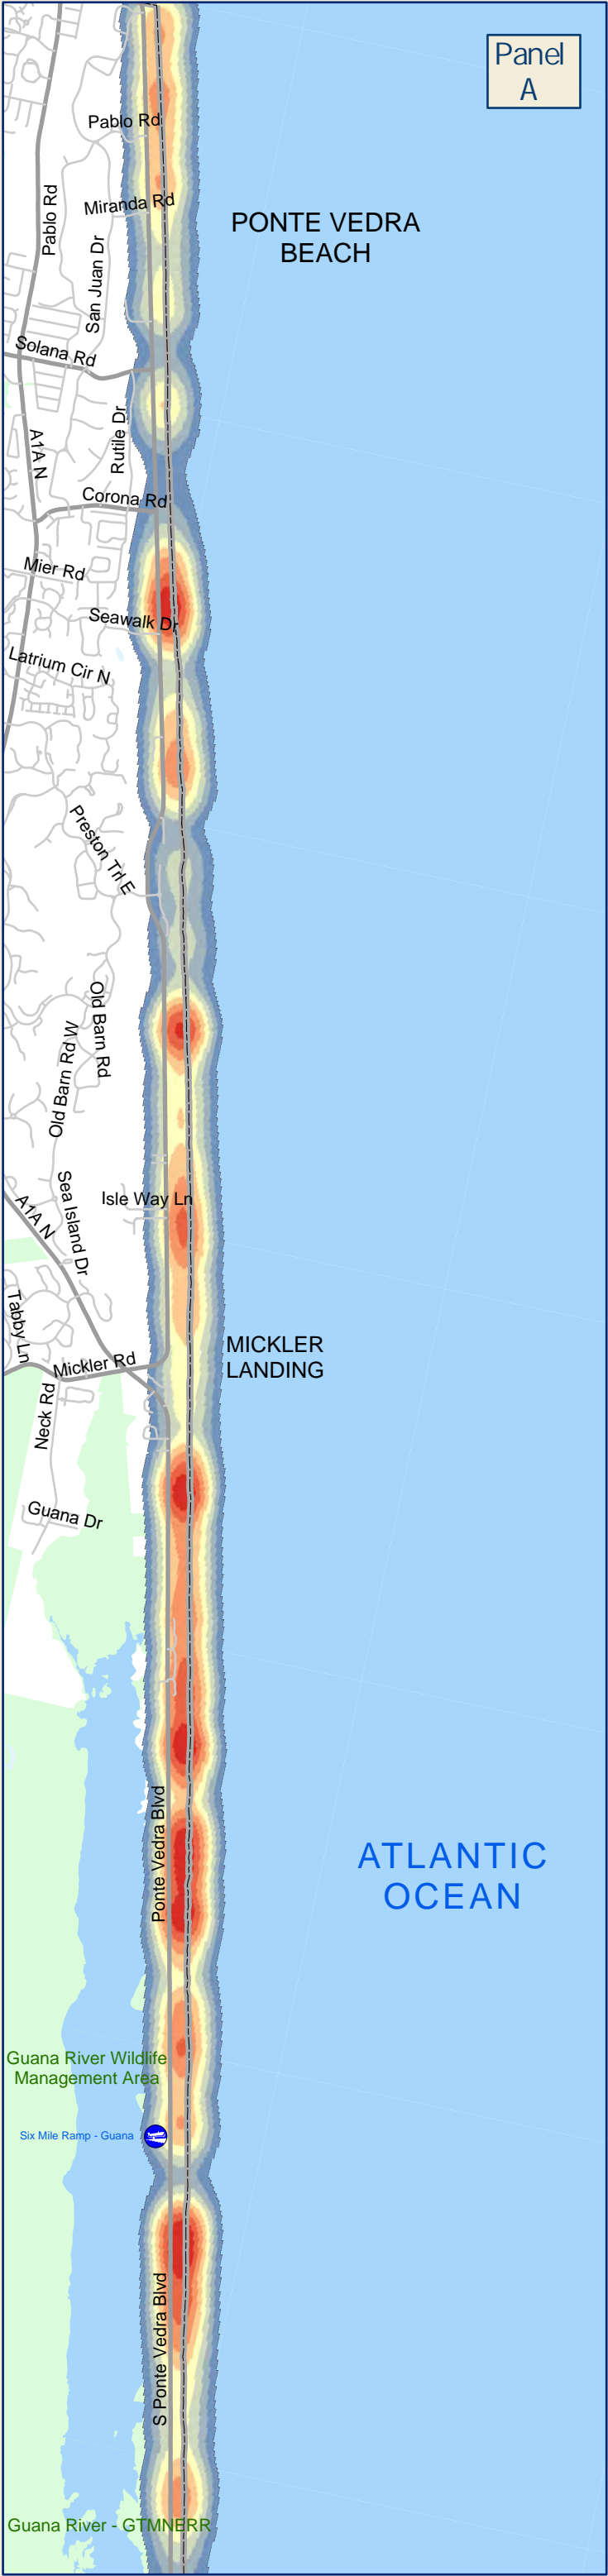 Panel
A
Pablo Rd
Pablo Rd
Miranda Rd
PONTE VEDRA
BEACH
San Juan Dr
Solana Rd
Rutile Dr
A1A N
Corona Rd
Mier Rd
Seawalk Dr
Latrium Cir N
Preston Trl E
Old Barn Rd
Old Barn Rd W
Sea Island Dr
Isle Way Ln
A1A N
Tabby Ln
MICKLER
LANDING
Mickler Rd
Neck Rd
Guana Dr
Ponte Vedra Blvd
ATLANTIC
OCEAN
Guana River Wildlife
Management Area
Six Mile Ramp - Guana
S Ponte Vedra Blvd
Guana River - GTMNERR